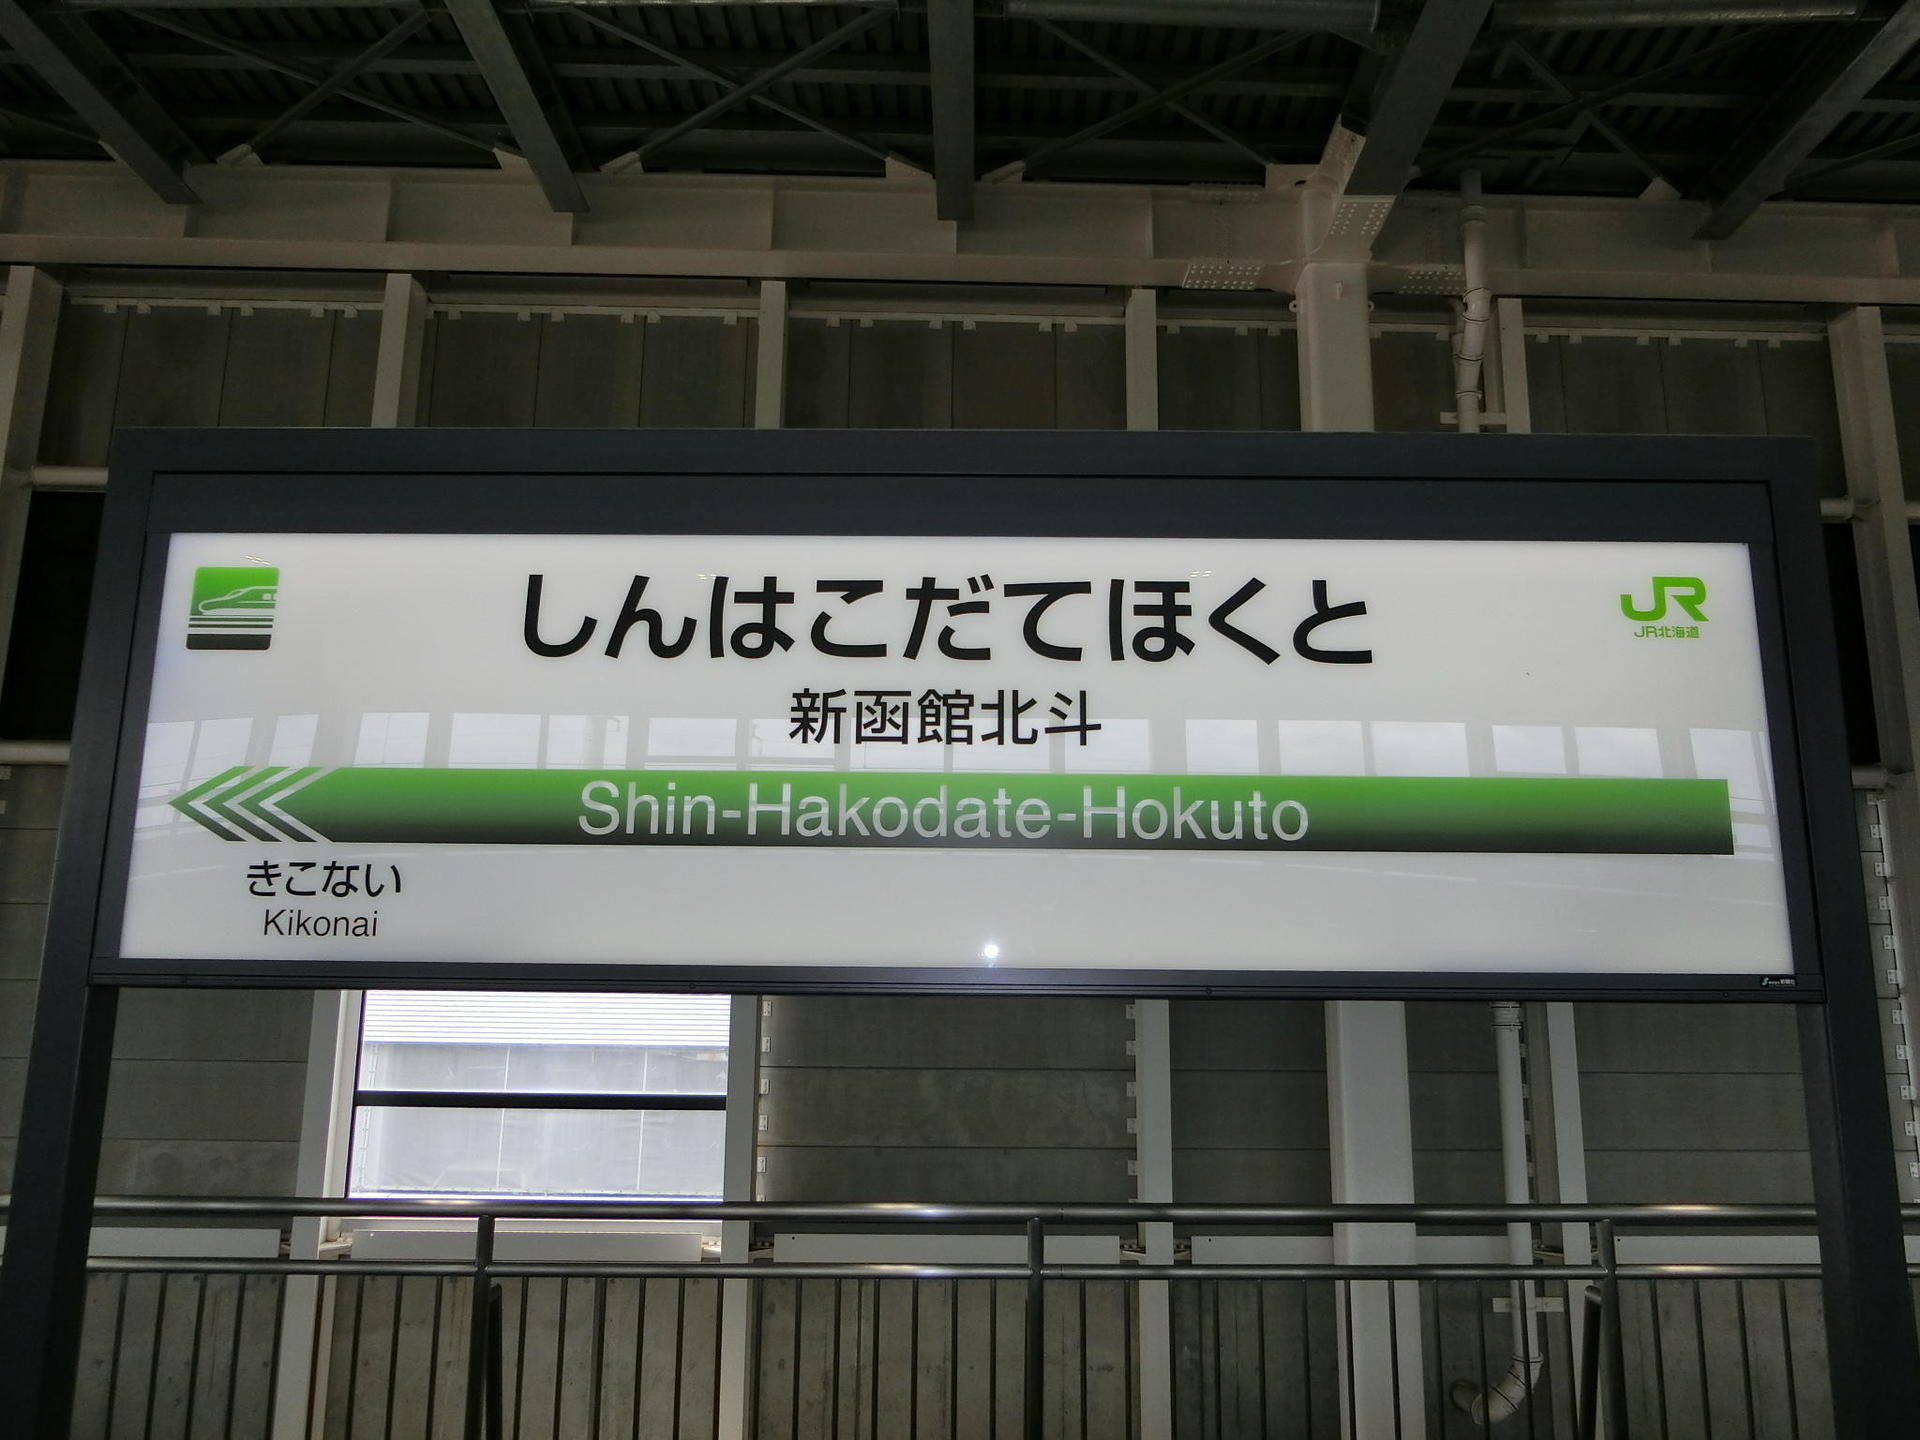 しんはこだてほくと
JR
JR北海道
新函館北斗
Shin-Hakodate-Hokuto
きこない
Kikonai